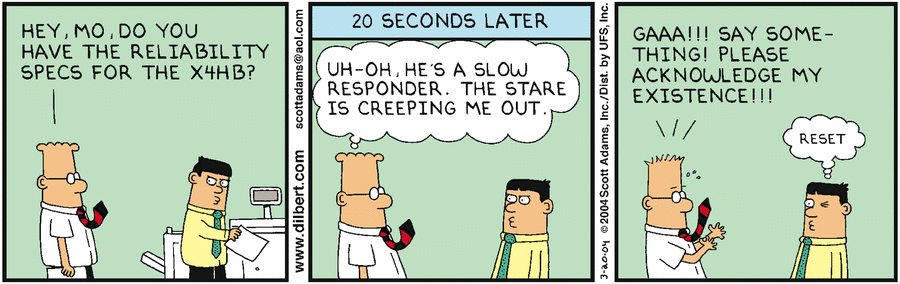 HEY, MO, DO YOU
HAVE THE RELIABILITY
SPECS FOR THE X4HB?
www.dilbert.com
scottadams@aol.com
20 SECONDS LATER
UH-OH, HE'S A SLOW
RESPONDER. THE STARE
IS CREEPING ME OUT.
3-20-04 ©2004 Scott Adams, Inc./Dist. by UFS, Inc.
GAAA!!! SAY SOME-
THING! PLEASE
ACKNOWLEDGE MY
EXISTENCE!!!
RESET